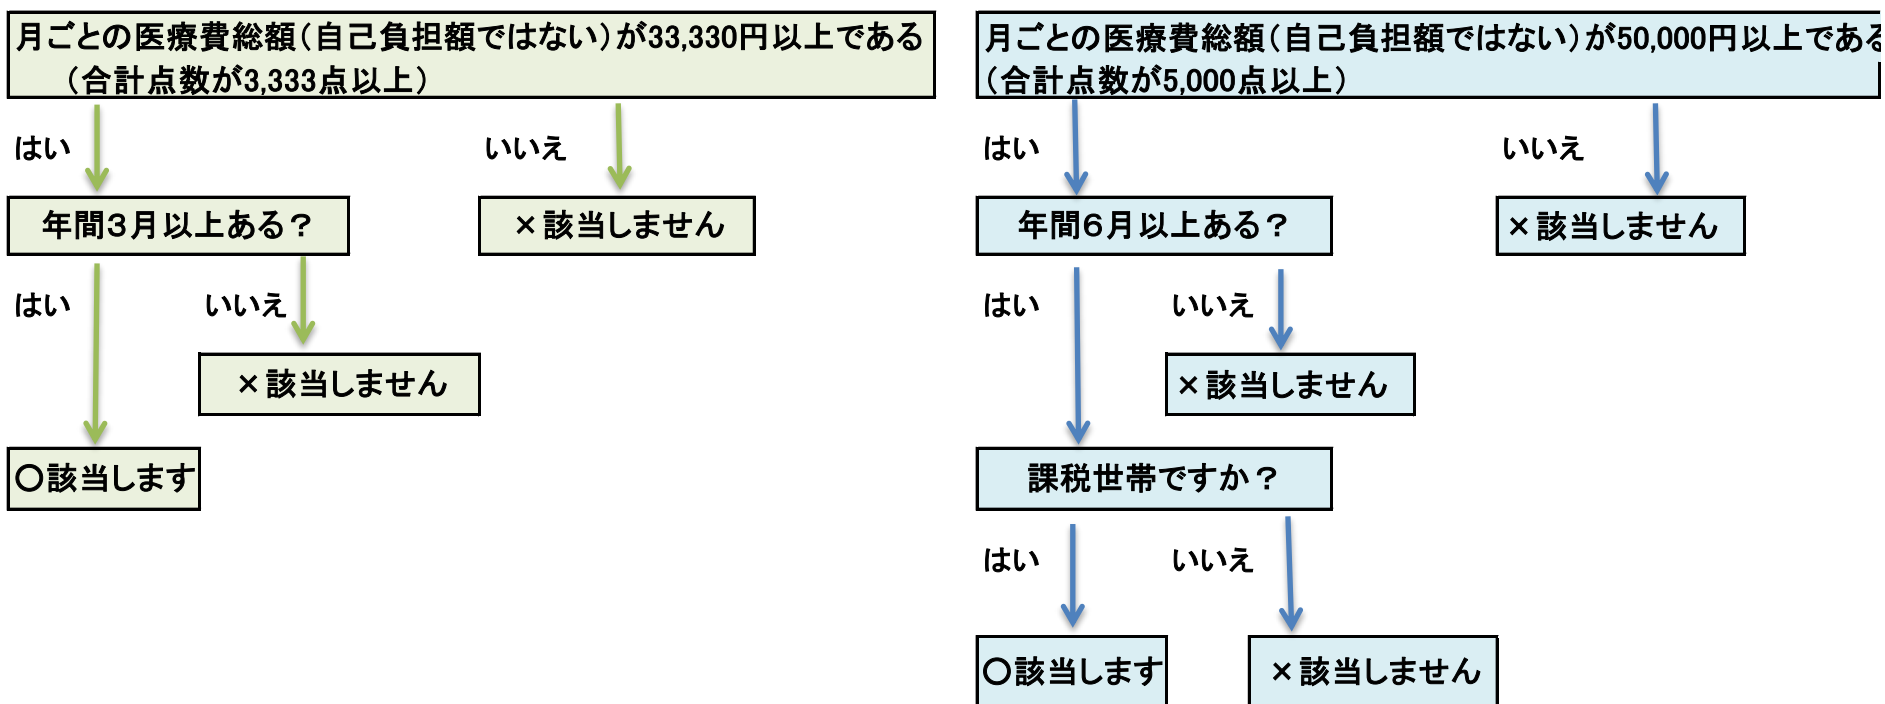 月ごとの医療費総額（自己負担額ではない）が33,330円以上である
（合計点数が3,333点以上）
はい
いいえ
年間３月以上ある？
×該当しません
はい
いいえ
×該当しません
○該当します
月ごとの医療費総額（自己負担額ではない）が50,000円以上である
（合計点数が5,000点以上）
はい
いいえ
年間６月以上ある？
×該当しません
はい
いいえ
×該当しません
課税世帯ですか？
はい
いいえ
○該当します
×該当しません